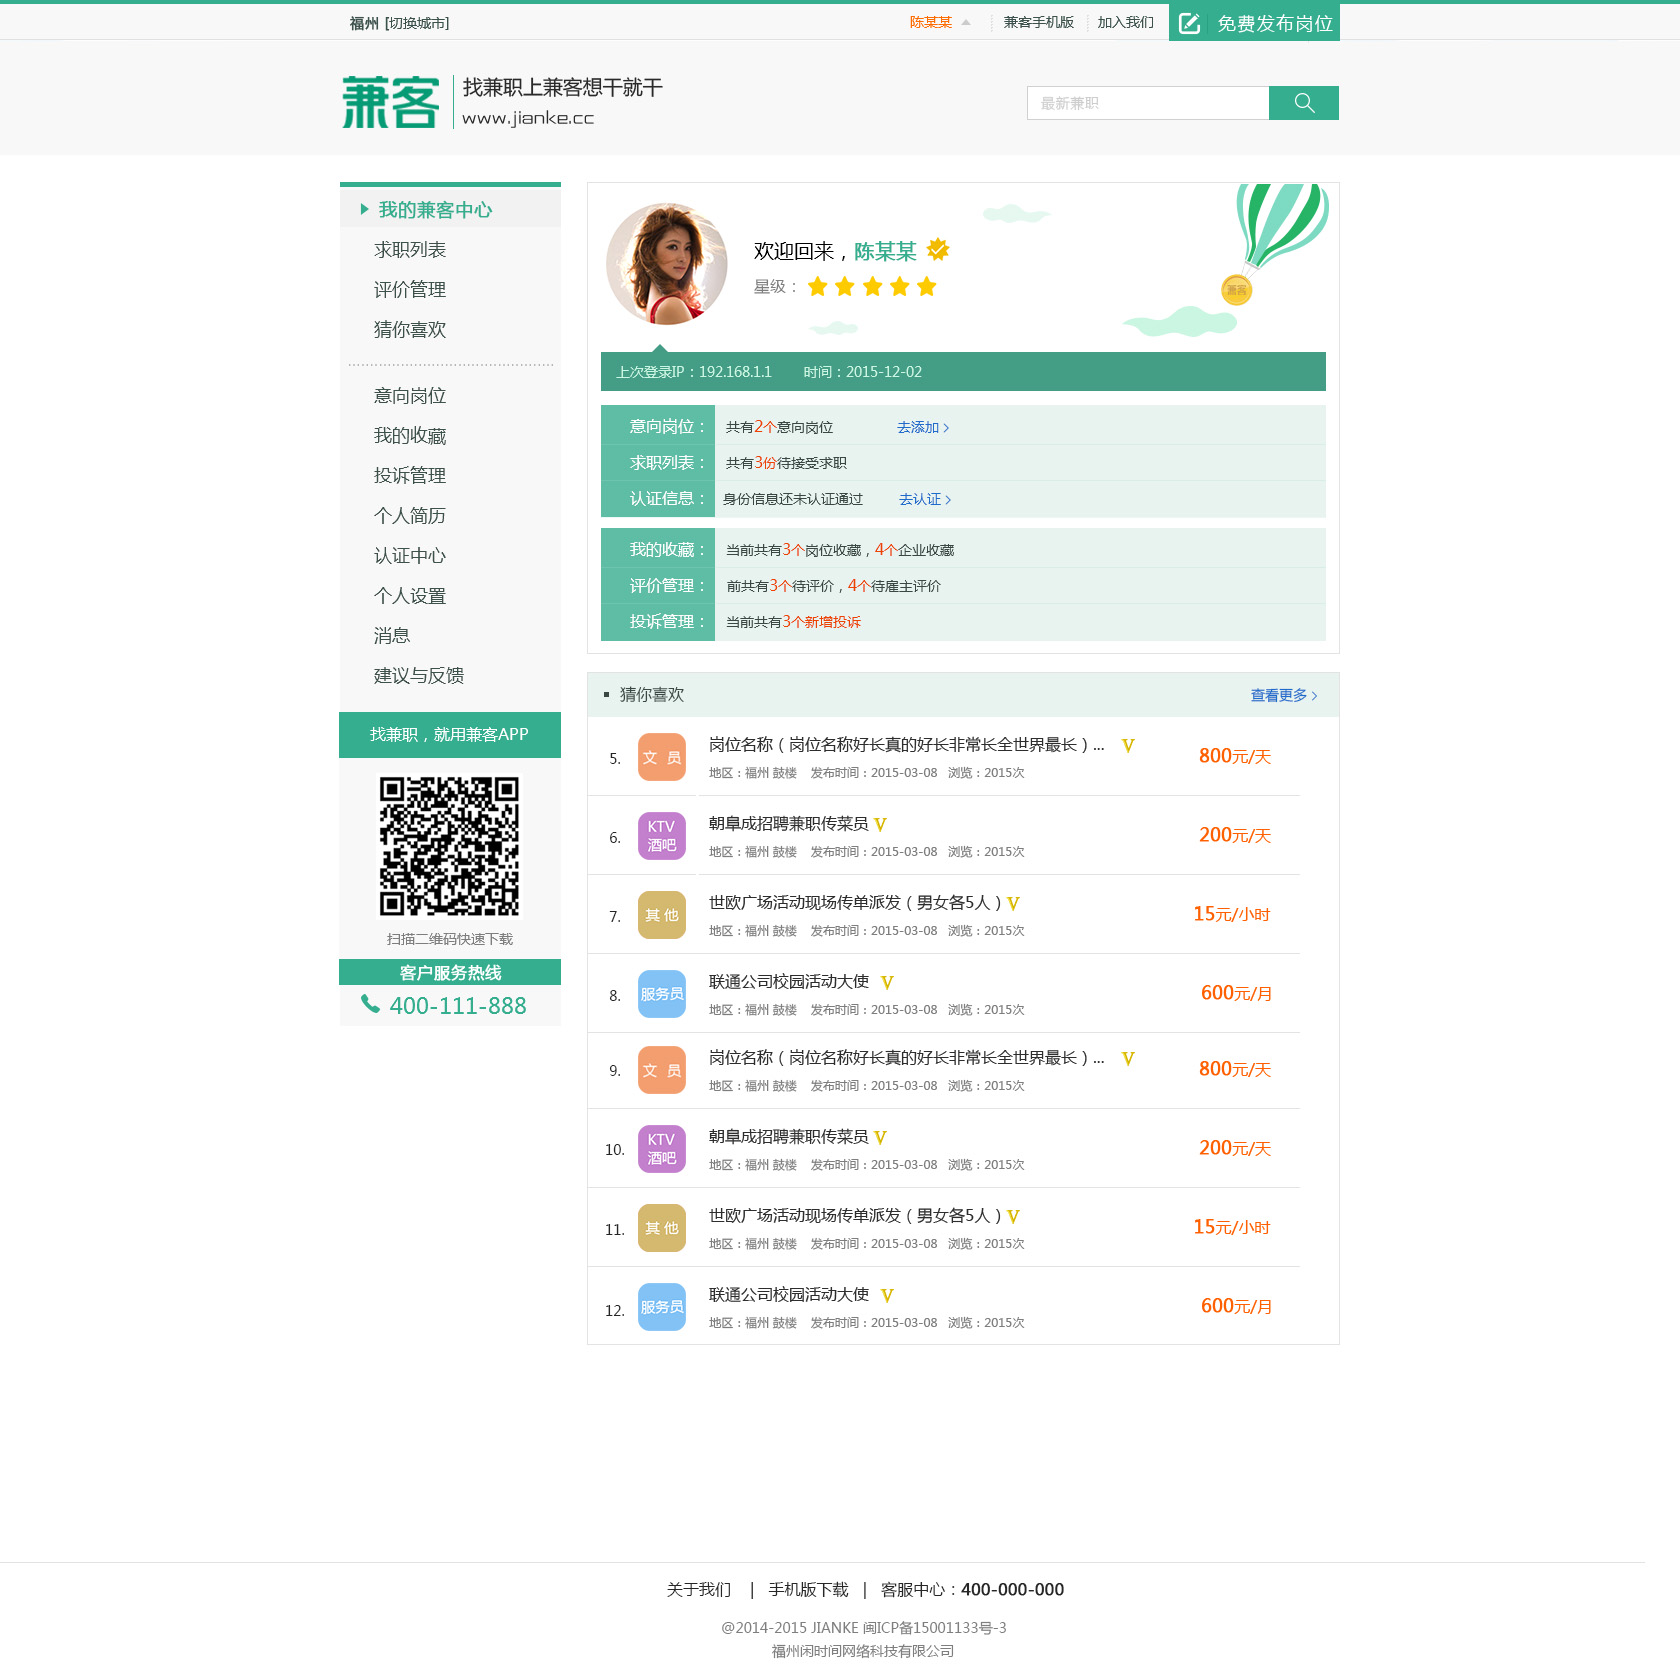 福州 [切换城市]
陈某某
兼客手机版
加入我们
免费发布岗位
兼客
找兼职上兼客想干就干
www.jianke.cc
最新兼职
我的兼客中心
求职列表
评价管理
猜你喜欢
意向岗位
我的收藏
投诉管理
个人简历
认证中心
个人设置
消息
建议与反馈
找兼职，就用兼客APP
扫描二维码快速下载
客户服务热线
400-111-888
欢迎回来，陈某某
星级：
兼客
上次登录IP：192.168.1.1 时间：2015-12-02
意向岗位： 共有2个意向岗位 去添加 >
求职列表： 共有3份待接受求职
认证信息： 身份信息还未认证通过 去认证 >
我的收藏： 当前共有3个岗位收藏，4个企业收藏
评价管理： 前共有3个待评价，4个待雇主评价
投诉管理： 当前共有3个新增投诉
猜你喜欢 查看更多 >
5. 文 员 岗位名称（岗位名称好长真的好长非常长全世界最长）... V 800元/天
地区：福州 鼓楼 发布时间：2015-03-08 浏览：2015次
6. KTV 酒吧 朝阜成招聘兼职传菜员 V 200元/天
地区：福州 鼓楼 发布时间：2015-03-08 浏览：2015次
7. 其 他 世欧广场活动现场传单派发（男女各5人）V 15元/小时
地区：福州 鼓楼 发布时间：2015-03-08 浏览：2015次
8. 服务员 联通公司校园活动大使 V 600元/月
地区：福州 鼓楼 发布时间：2015-03-08 浏览：2015次
9. 文 员 岗位名称（岗位名称好长真的好长非常长全世界最长）... V 800元/天
地区：福州 鼓楼 发布时间：2015-03-08 浏览：2015次
10. KTV 酒吧 朝阜成招聘兼职传菜员 V 200元/天
地区：福州 鼓楼 发布时间：2015-03-08 浏览：2015次
11. 其 他 世欧广场活动现场传单派发（男女各5人）V 15元/小时
地区：福州 鼓楼 发布时间：2015-03-08 浏览：2015次
12. 服务员 联通公司校园活动大使 V 600元/月
地区：福州 鼓楼 发布时间：2015-03-08 浏览：2015次
关于我们 | 手机版下载 | 客服中心：400-000-000
@2014-2015 JIANKE 闽ICP备15001133号-3
福州闲时间网络科技有限公司